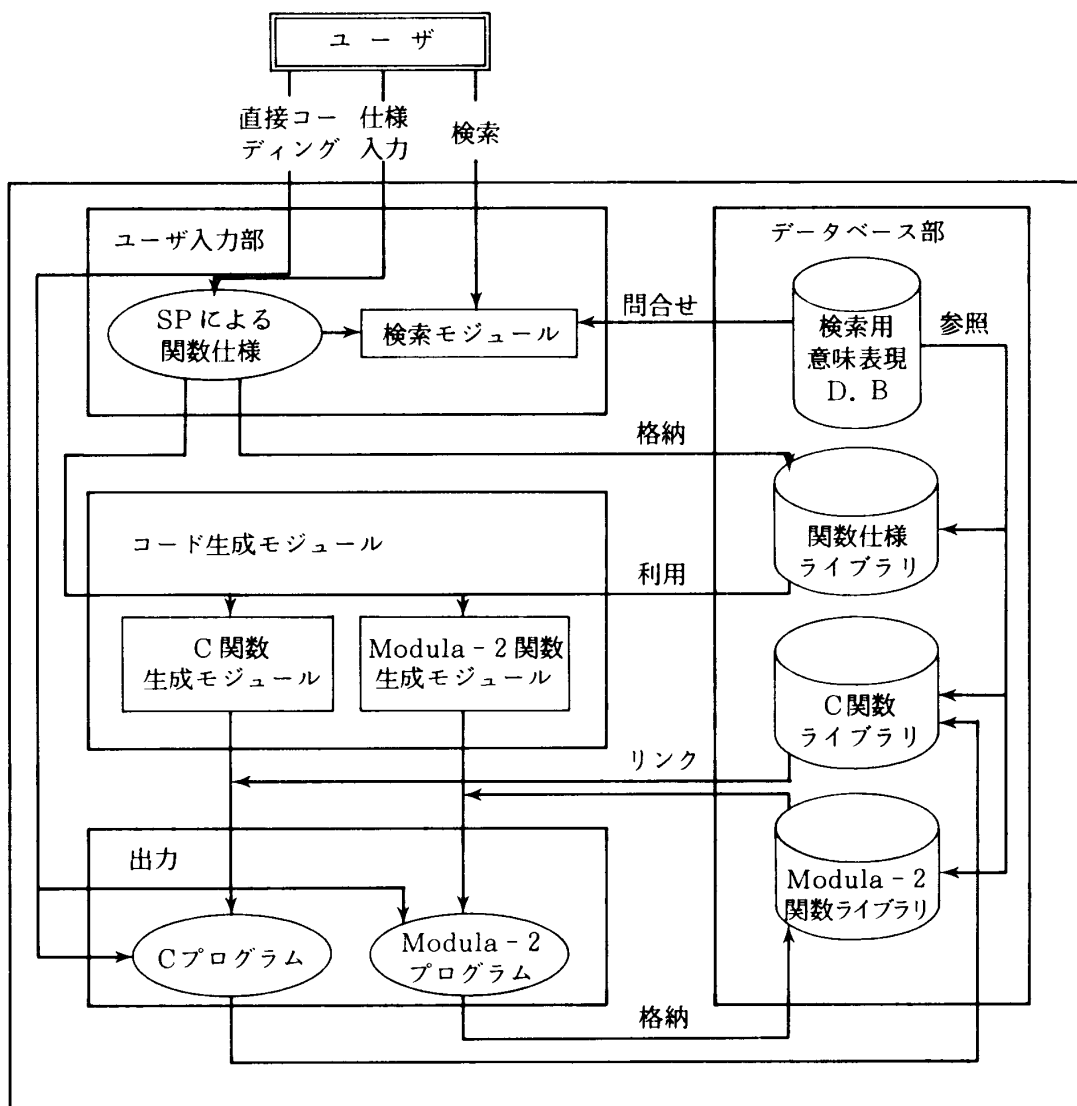 ユーザ
直接コー
ディング
仕様
入力
検索
ユーザ入力部
SPによる
関数仕様
検索モジュール
問合せ
データベース部
検索用
意味表現
D. B
参照
格納
関数仕様
ライブラリ
コード生成モジュール
利用
C関数
生成モジュール
Modula-2関数
生成モジュール
C関数
ライブラリ
リンク
出力
Modula-2
関数ライブラリ
Cプログラム
Modula-2
プログラム
格納